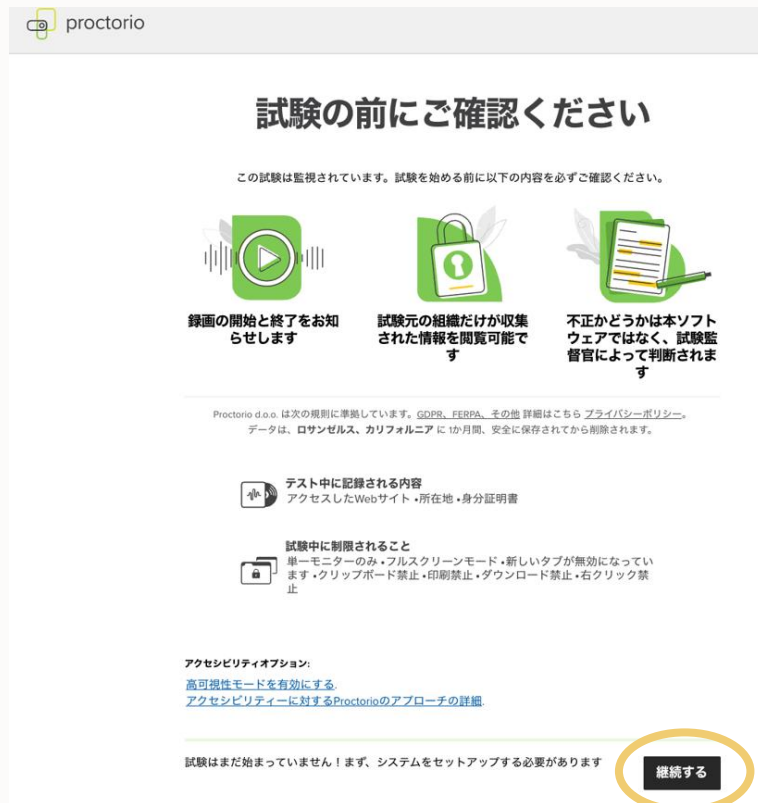 proctorio
試験の前にご確認ください
この試験は監視されています。試験を始める前に以下の内容を必ずご確認ください。
録画の開始と終了をお知
らせします
試験元の組織だけが収集
された情報を閲覧可能で
す
不正かどうかは本ソフト
ウェアではなく、試験監
督官によって判断されま
す
Proctorio d.o.o. は次の規則に準拠しています。GDPR、FERPA、その他 詳細はこちら プライバシーポリシー。
データは、ロサンゼルス、カリフォルニア に 1か月間、安全に保存されてから削除されます。
テスト中に記録される内容
アクセスしたWebサイト •所在地 •身分証明書
試験中に制限されること
単一モニターのみ •フルスクリーンモード •新しいタブが無効になってい
ます •クリップボード禁止 •印刷禁止 •ダウンロード禁止 •右クリック禁
止
アクセシビリティオプション:
高可視性モードを有効にする.
アクセシビリティーに対するProctorioのアプローチの詳細.
試験はまだ始まっていません！まず、システムをセットアップする必要があります
継続する